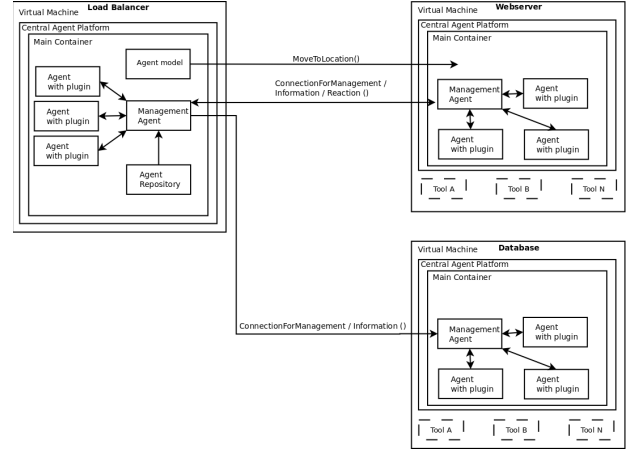 Virtual Machine
Load Balancer
Central Agent Platform
Main Container
Agent model
Agent
with plugin
Agent
with plugin
Agent
with plugin
Management
Agent
Agent
Repository
MoveToLocation()
ConnectionForManagement /
Information / Reaction ()
ConnectionForManagement / Information ()
Virtual Machine
Webserver
Central Agent Platform
Main Container
Management
Agent
Agent
with plugin
Agent
with plugin
Agent
with plugin
Tool A
Tool B
Tool N
Virtual Machine
Database
Central Agent Platform
Main Container
Management
Agent
Agent
with plugin
Agent
with plugin
Agent
with plugin
Tool A
Tool B
Tool N